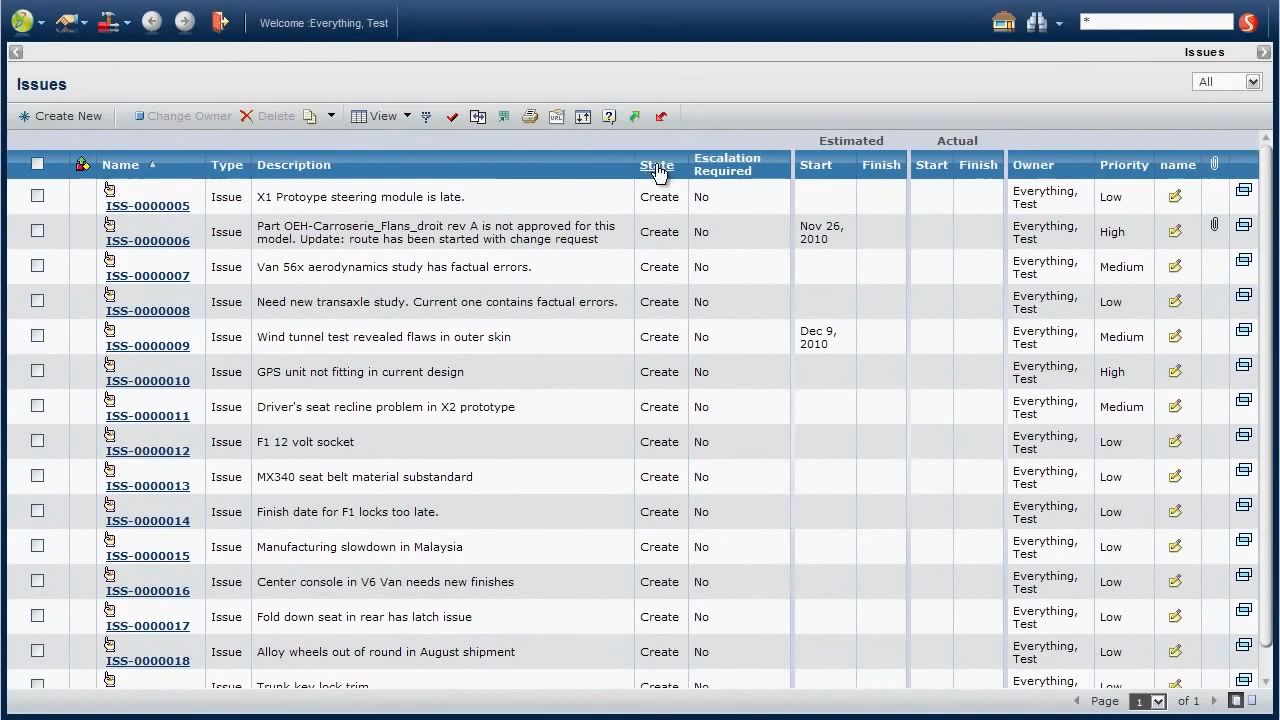 Welcome :Everything, Test
*
Issues
Issues
All
Create New
Change Owner
Delete
View
Estimated
Actual
Name
Type
Description
State
Escalation
Required
Start
Finish
Start
Finish
Owner
Priority
name
ISS-0000005 Issue X1 Protoype steering module is late. Create No Everything, Test Low
ISS-0000006 Issue Part OEH-Carroserie_Flans_droit rev A is not approved for this
model. Update: route has been started with change request Create No Nov 26, 2010 Everything, Test High
ISS-0000007 Issue Van 56x aerodynamics study has factual errors. Create No Everything, Test Medium
ISS-0000008 Issue Need new transaxle study. Current one contains factual errors. Create No Everything, Test Low
ISS-0000009 Issue Wind tunnel test revealed flaws in outer skin Create No Dec 9, 2010 Everything, Test Medium
ISS-0000010 Issue GPS unit not fitting in current design Create No Everything, Test High
ISS-0000011 Issue Driver's seat recline problem in X2 prototype Create No Everything, Test Medium
ISS-0000012 Issue F1 12 volt socket Create No Everything, Test Low
ISS-0000013 Issue MX340 seat belt material substandard Create No Everything, Test Low
ISS-0000014 Issue Finish date for F1 locks too late. Create No Everything, Test Low
ISS-0000015 Issue Manufacturing slowdown in Malaysia Create No Everything, Test Low
ISS-0000016 Issue Center console in V6 Van needs new finishes Create No Everything, Test Low
ISS-0000017 Issue Fold down seat in rear has latch issue Create No Everything, Test Low
ISS-0000018 Issue Alloy wheels out of round in August shipment Create No Everything, Test Low
Issue Trunk key lock trim Create No Everything, Low
Page 1 of 1